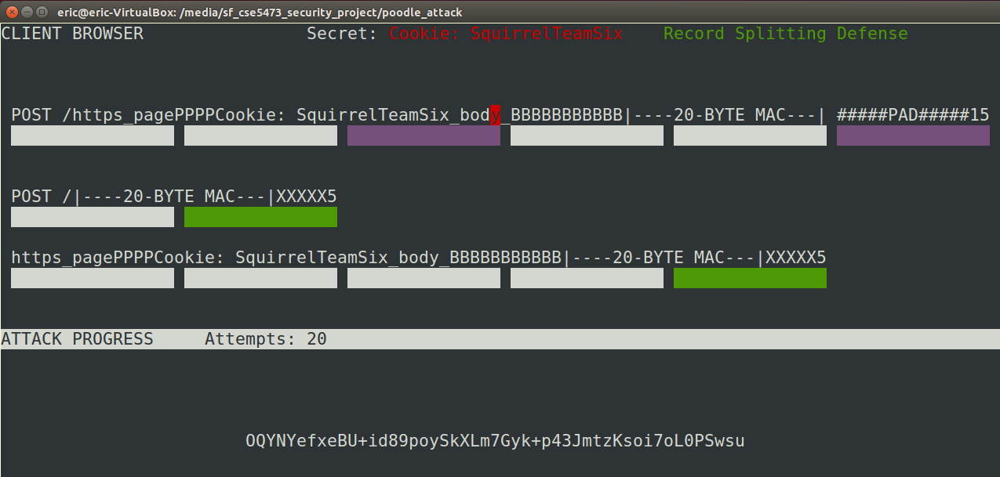 eric@eric-VirtualBox: /media/sf_cse5473_security_project/poodle_attack
CLIENT BROWSER Secret: Cookie: SquirrelTeamSix Record Splitting Defense
POST /https_pagePPPPCookie: SquirrelTeamSix_body_BBBBBBBBBBB|----20-BYTE MAC---| #####PAD#####15
POST /|----20-BYTE MAC---|XXXXX5
https_pagePPPPCookie: SquirrelTeamSix_body_BBBBBBBBBBB|----20-BYTE MAC---|XXXXX5
ATTACK PROGRESS Attempts: 20
OQYNYefxeBU+id89poySkXLm7Gyk+p43JmtzKsoi7oL0PSwsu